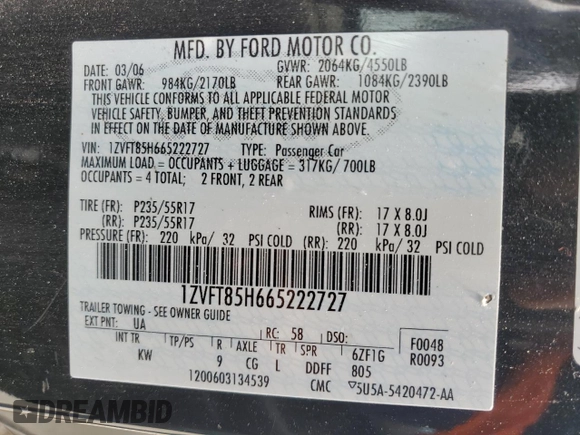 MFD. BY FORD MOTOR CO.
DATE: 03/06 GVWR: 2064KG/4550LB
FRONT GAWR: 984KG/2170LB REAR GAWR: 1084KG/2390LB
THIS VEHICLE CONFORMS TO ALL APPLICABLE FEDERAL MOTOR
VEHICLE SAFETY, BUMPER, AND THEFT PREVENTION STANDARDS
IN EFFECT ON THE DATE OF MANUFACTURE SHOWN ABOVE.
VIN: 1ZVFT85H665222727 TYPE: Passenger Car
MAXIMUM LOAD = OCCUPANTS + LUGGAGE = 317KG/ 700LB
OCCUPANTS = 4 TOTAL; 2 FRONT, 2 REAR
TIRE (FR): P235/55R17 RIMS (FR): 17 X 8.0J
(RR): P235/55R17 (RR): 17 X 8.0J
PRESSURE (FR): 220 kPa/ 32 PSI COLD (RR): 220 kPa/ 32 PSI COLD
1ZVFT85H665222727
TRAILER TOWING - SEE OWNER GUIDE
EXT PNT: UA RC: 58 DSO: F0048
INT TR TP/PS R AXLE TR SPR 6ZF1G R0093
KW 9 CG L DDFF 805
1200603134539 CMC ▽5U5A-5420472-AA
DREAMBID